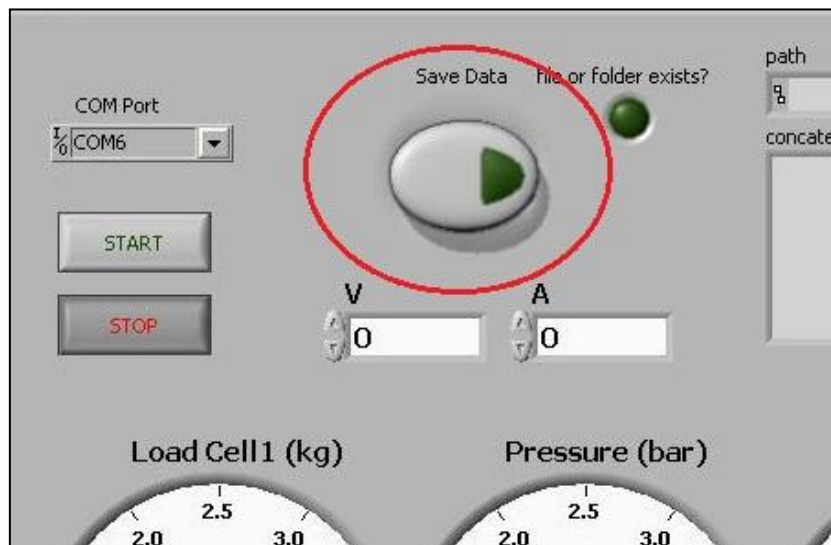 path
Save Data file or folder exists?
COM Port
COM6
concate
START
STOP
V A
0 0
Load Cell1 (kg) Pressure (bar)
2.5 2.5
2.0 3.0 2.0 3.0